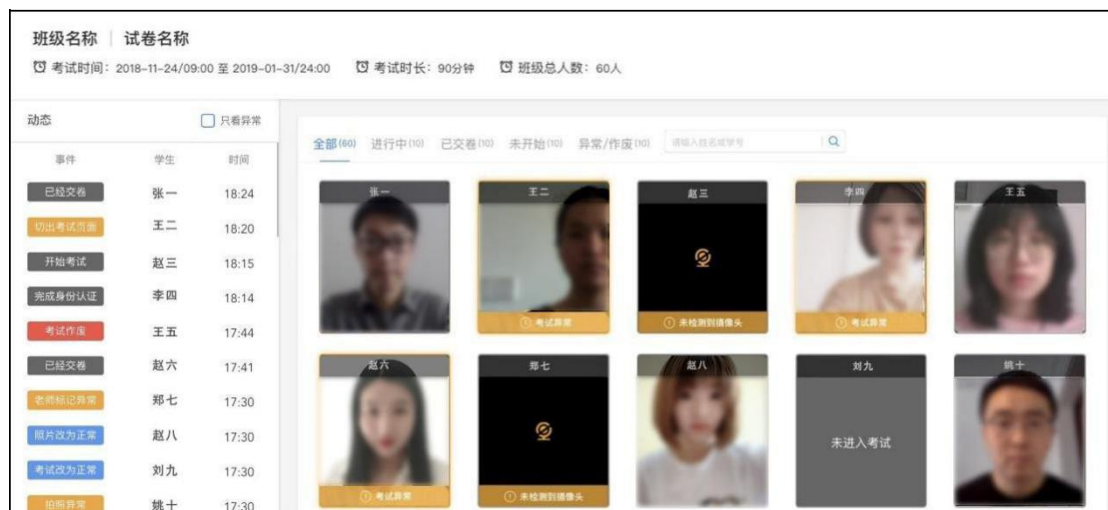 班级名称 | 试卷名称
考试时间：2018-11-24/09:00 至 2019-01-31/24:00 考试时长：90分钟 班级总人数：60人
动态 只看异常
全部(60) 进行中(10) 已交卷(10) 未开始(10) 异常/作废(10) 请输入姓名或学号
事件 学生 时间
已经交卷 张一 18:24
切出考试页面 王二 18:20
开始考试 赵三 18:15
完成身份认证 李四 18:14
考试作废 王五 17:44
已经交卷 赵六 17:41
老师标记异常 郑七 17:30
照片改为正常 赵八 17:30
考试改为正常 刘九 17:30
拍照异常 姚十 17:30
张一 王二 赵三 李四 王五
考试异常 未检测到摄像头 考试异常
赵六 郑七 赵八 刘九 姚十
未进入考试
考试异常 未检测到摄像头